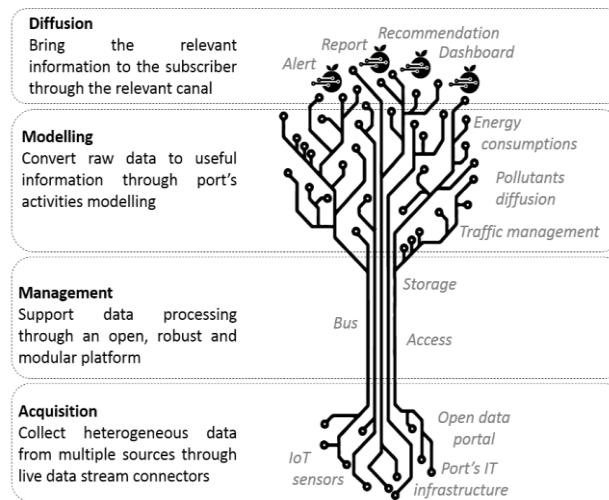 Diffusion
Bring the relevant
information to the subscriber
through the relevant canal
Alert
Report
Recommendation
Dashboard
Modelling
Convert raw data to useful
information through port's
activities modelling
Energy
consumptions
Pollutants
diffusion
Traffic management
Management
Support data processing
through an open, robust and
modular platform
Storage
Bus
Access
Acquisition
Collect heterogeneous data
from multiple sources through
live data stream connectors
IoT
sensors
Open data
portal
Port's IT
infrastructure